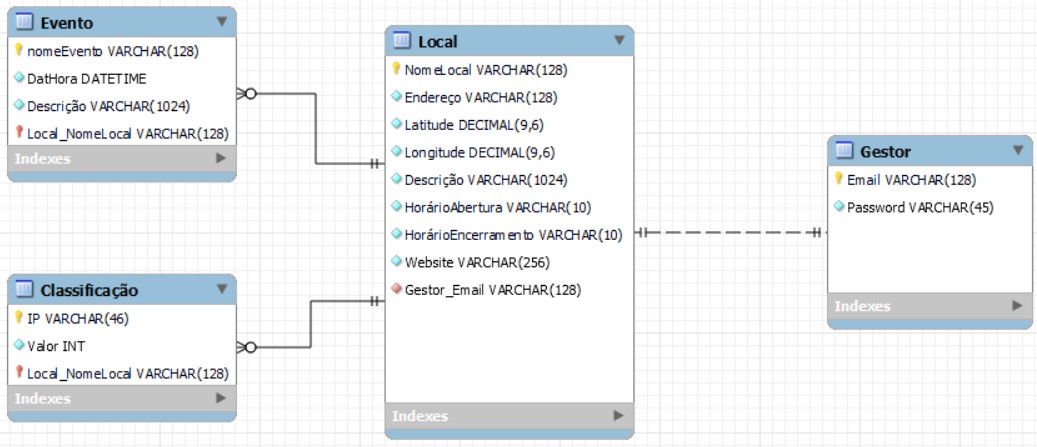 Evento
nomeEvento VARCHAR(128)
DatHora DATETIME
Descrição VARCHAR(1024)
Local_NomeLocal VARCHAR(128)
Indexes
Classificação
IP VARCHAR(46)
Valor INT
Local_NomeLocal VARCHAR(128)
Indexes
Local
NomeLocal VARCHAR(128)
Endereço VARCHAR(128)
Latitude DECIMAL(9,6)
Longitude DECIMAL(9,6)
Descrição VARCHAR(1024)
HorárioAbertura VARCHAR(10)
HorárioEncerramento VARCHAR(10)
Website VARCHAR(256)
Gestor_Email VARCHAR(128)
Indexes
Gestor
Email VARCHAR(128)
Password VARCHAR(45)
Indexes